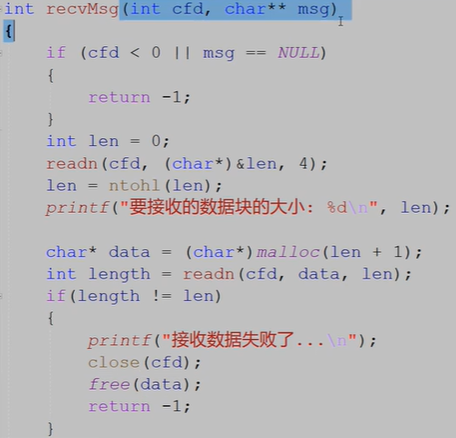 int recvMsg(int cfd, char** msg)
{
    if (cfd < 0 || msg == NULL)
    {
        return -1;
    }
    int len = 0;
    readn(cfd, (char*)&len, 4);
    len = ntohl(len);
    printf("要接收的数据块的大小: %d\n", len);

    char* data = (char*)malloc(len + 1);
    int length = readn(cfd, data, len);
    if(length != len)
    {
        printf("接收数据失败了...\n");
        close(cfd);
        free(data);
        return -1;
    }